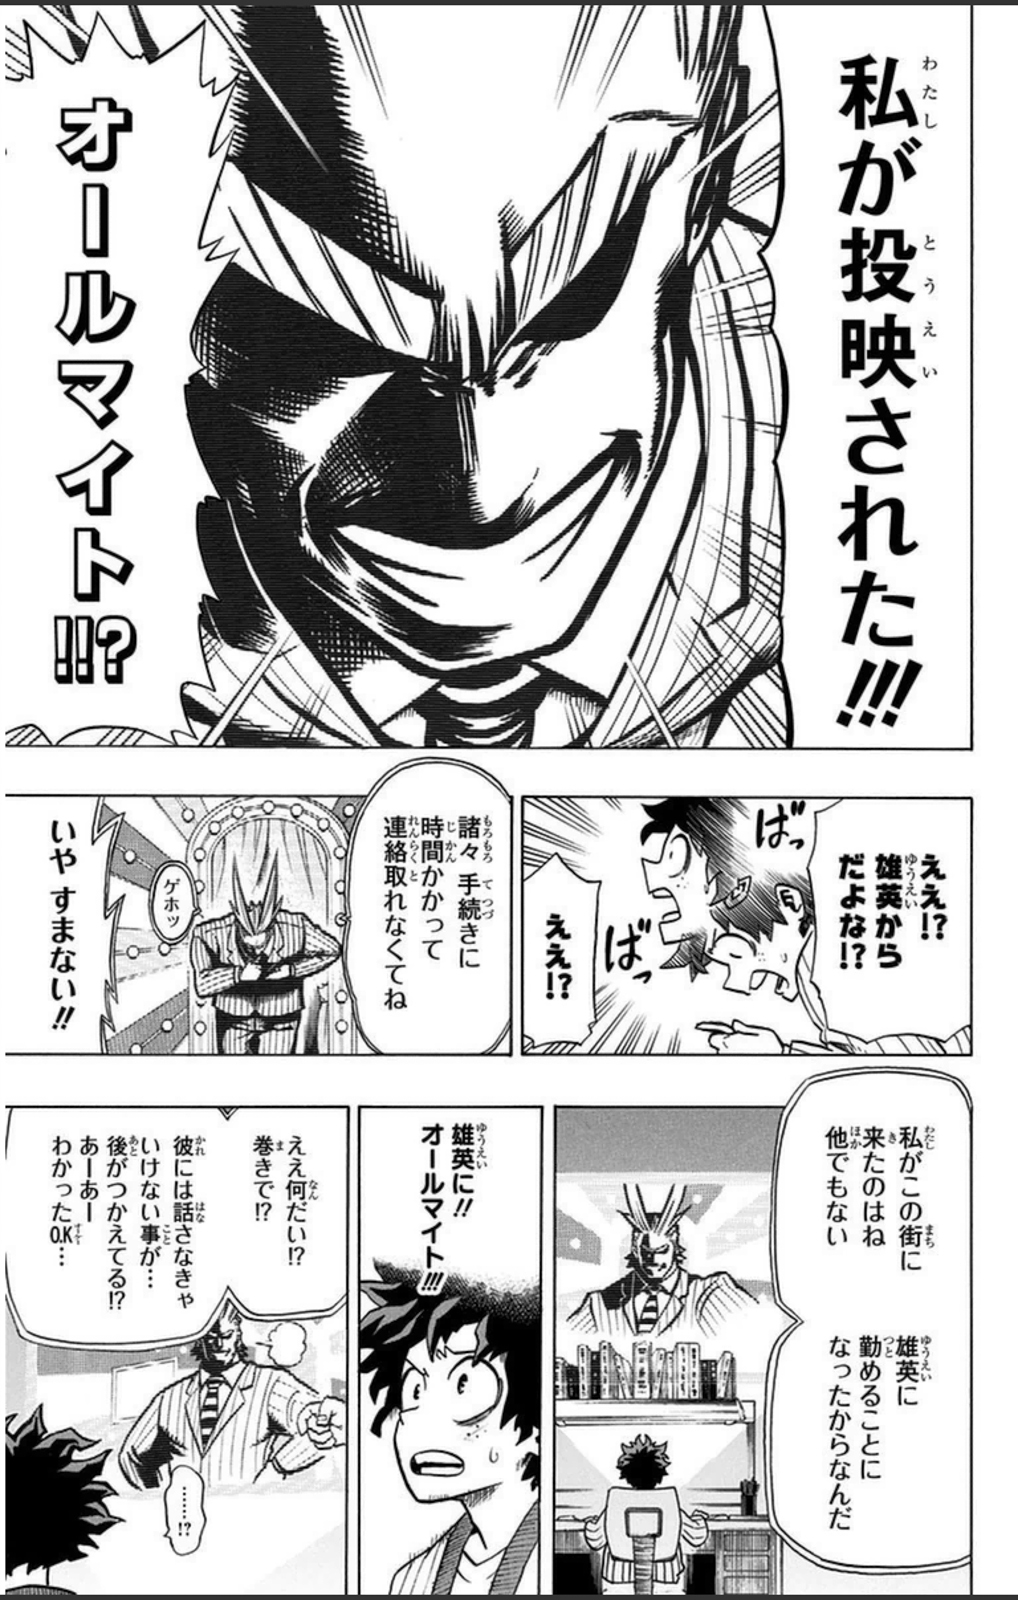 私が投映された!!!
オールマイト!!?
ええ!?
雄英から
だよな!?
ばっ
ばっ
ええ!?
諸々 手続きに
時間かかって
連絡取れなくてね
ゲホッ
いや すまない!!
私がこの街に
来たのはね
他でもない
雄英に
勤めることに
なったからなんだ
雄英に!!
オールマイト!!!
ええ何だい!?
巻きで!?
彼には話さなきゃ
いけない事が…
後がつかえてる!?
あーあー
わかったO.K…
……!?